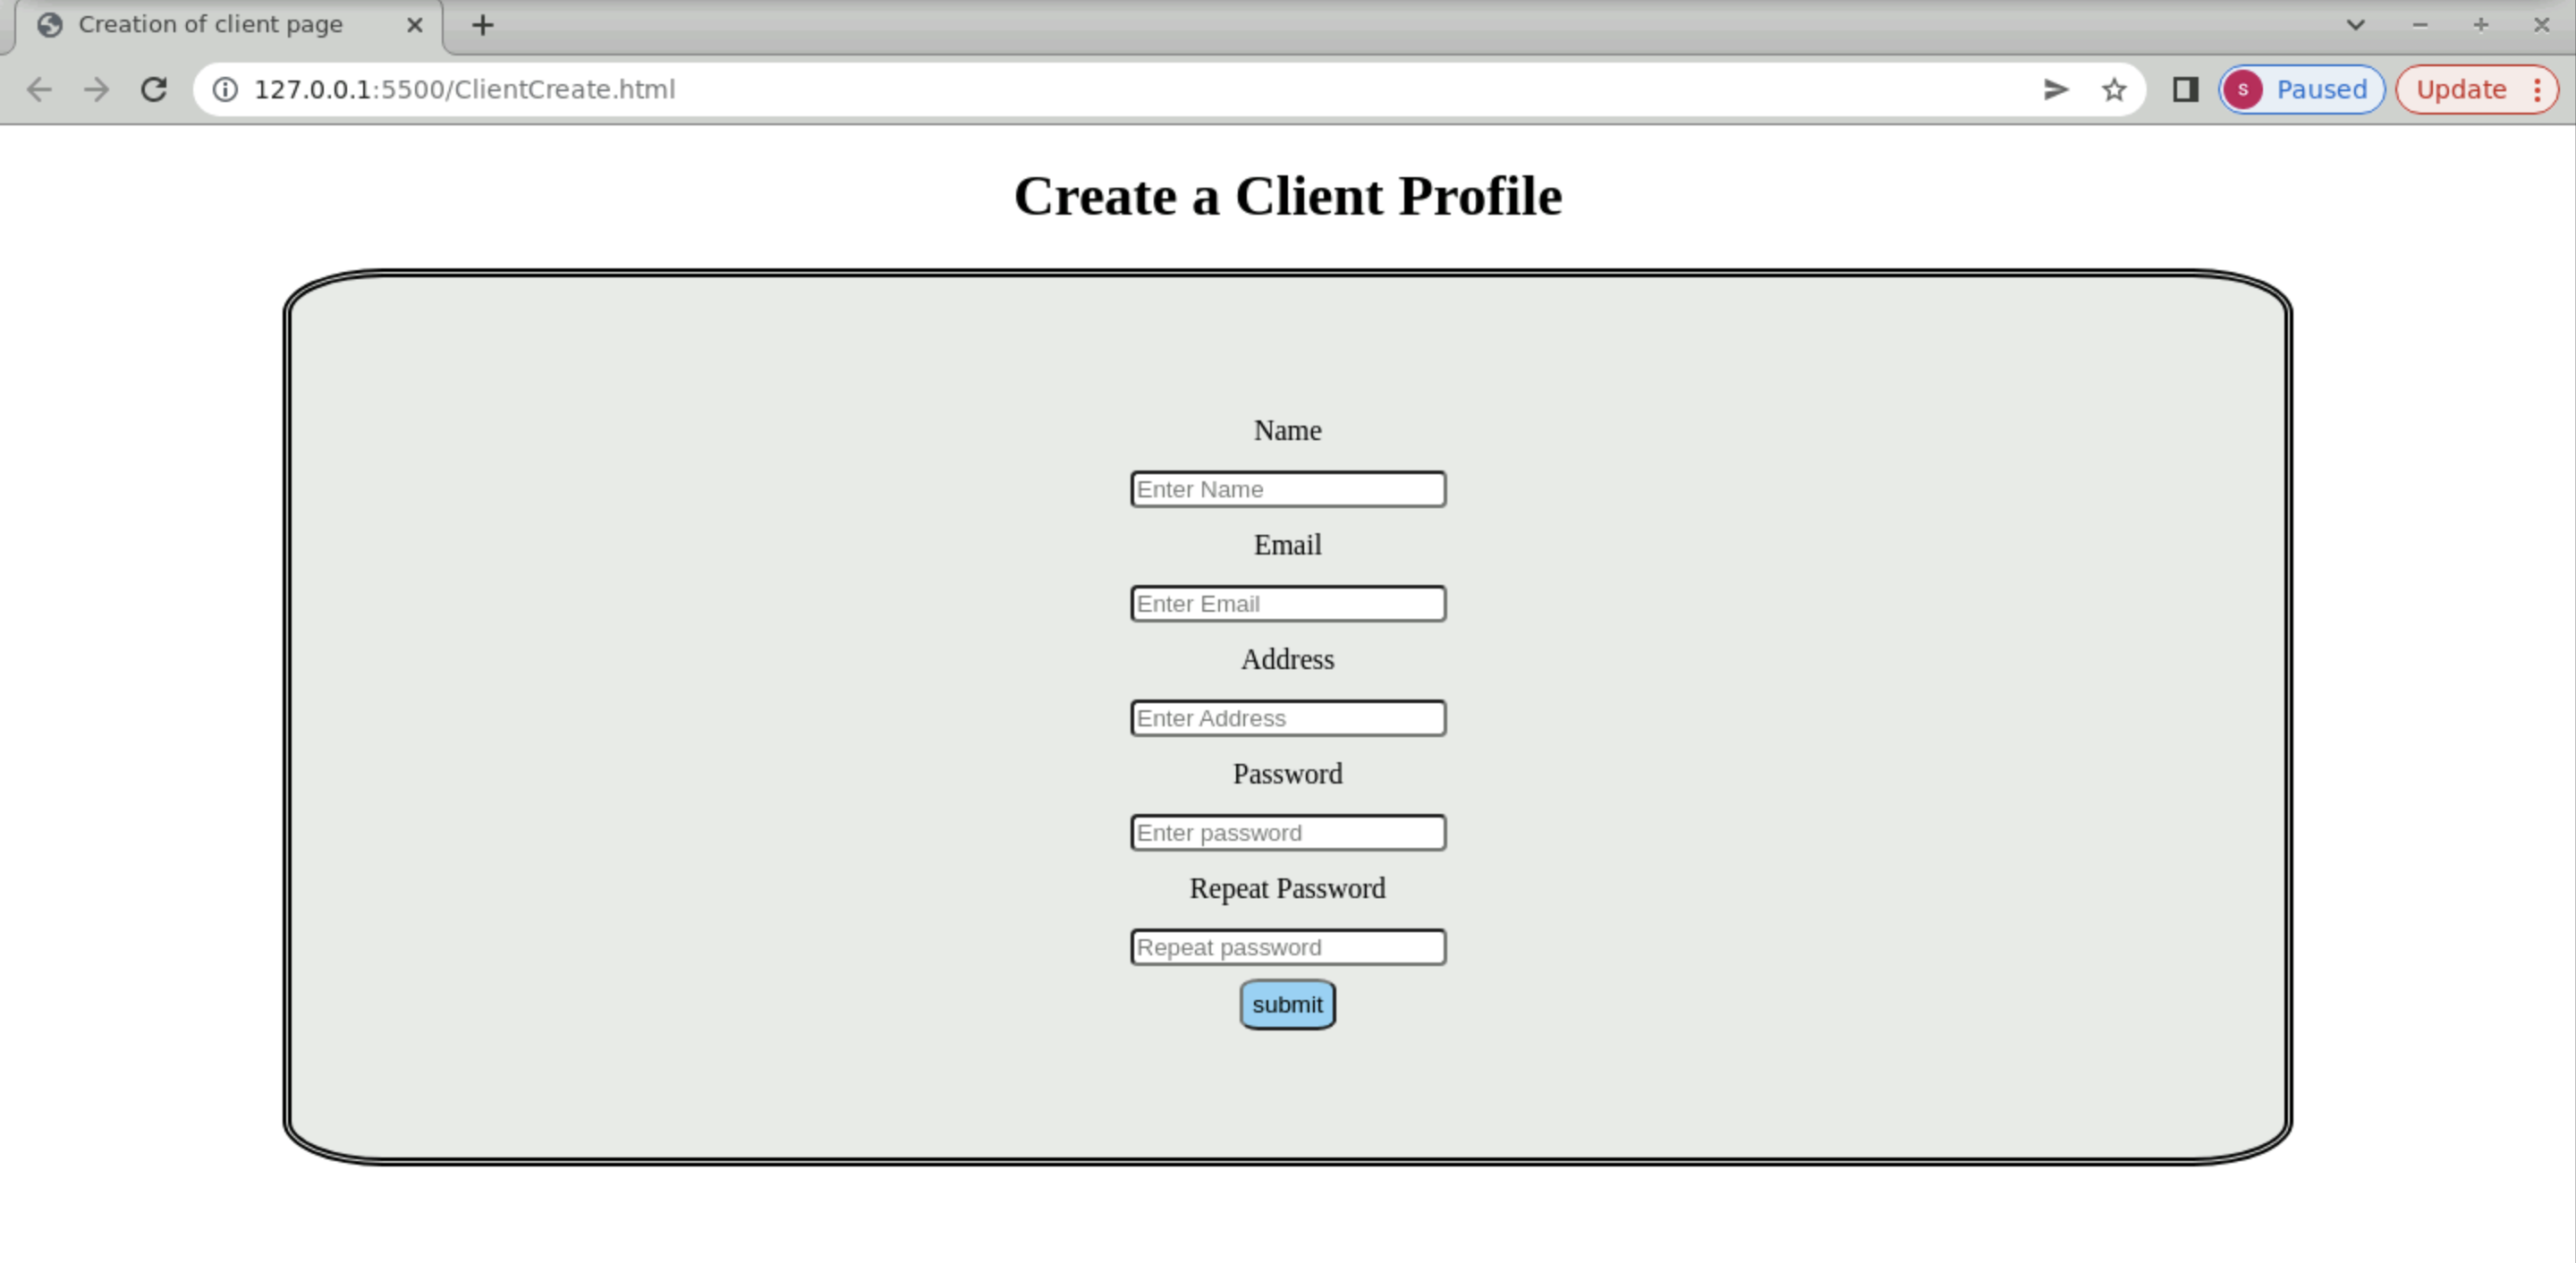 Creation of client page
127.0.0.1:5500/ClientCreate.html
S Paused Update
Create a Client Profile
Name
Enter Name
Email
Enter Email
Address
Enter Address
Password
Enter password
Repeat Password
Repeat password
submit